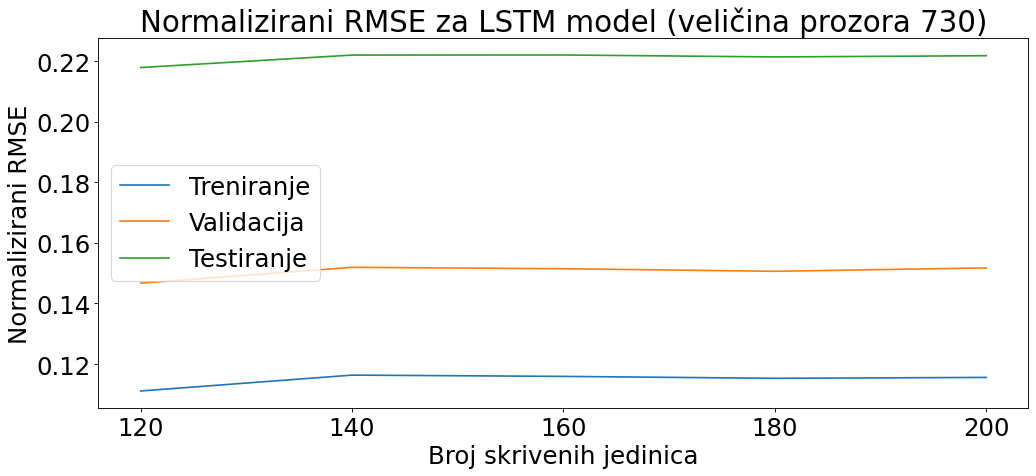 Normalizirani RMSE za LSTM model (veličina prozora 730)
Normalizirani RMSE
0.22
0.20
0.18
0.16
0.14
0.12
Treniranje
Validacija
Testiranje
120 140 160 180 200
Broj skrivenih jedinica